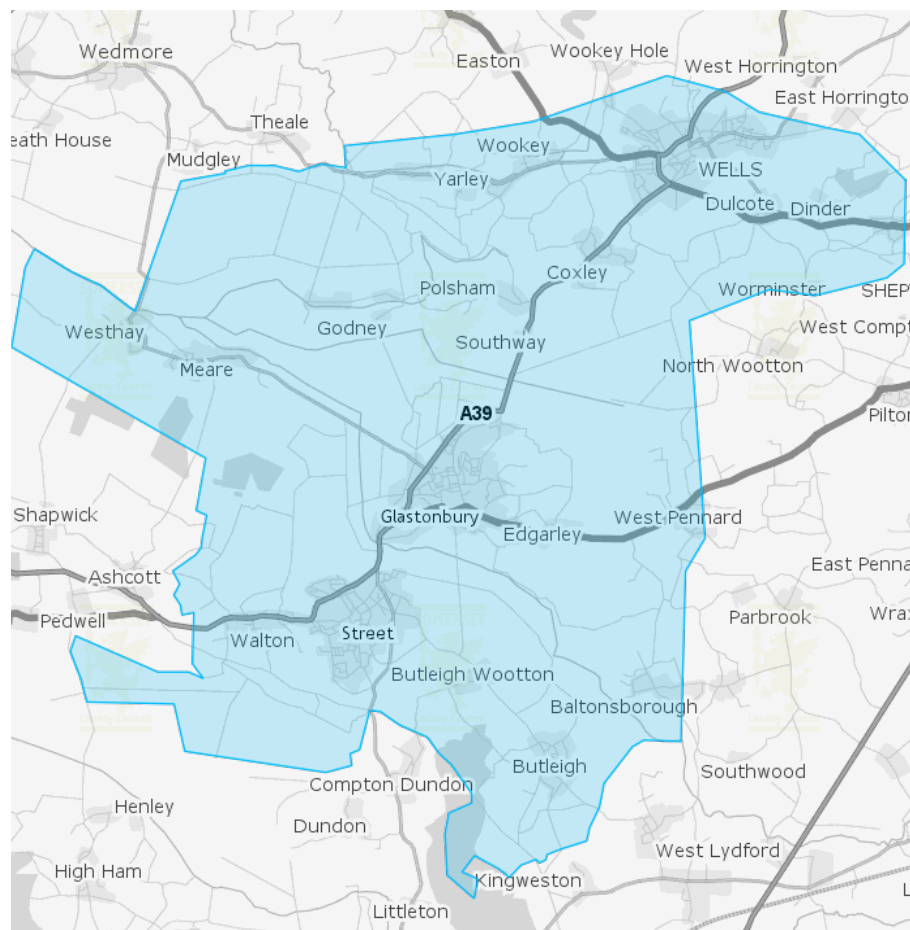 Wedmore
Easton
Wookey Hole
West Horrington
East Horringto
Theale
eath House
Mudgley
Wookey
Yarley
WELLS
Dulcote
Dinder
Coxley
Polsham
Worminster
SHEP
Westhay
Godney
Southway
West Compt
Meare
North Wootton
A39
Pilton
Shapwick
Glastonbury
West Pennard
Edgarley
Ashcott
East Penna
Pedwell
Walton
Street
Parbrook
Wrax
Butleigh Wootton
Baltonsborough
Butleigh
Southwood
Compton Dundon
Henley
Dundon
West Lydford
High Ham
Kingweston
L
Littleton